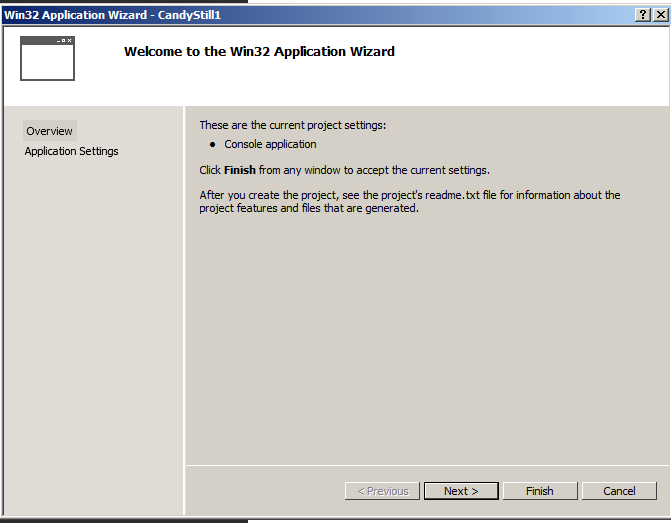 Win32 Application Wizard - CandyStill1
Welcome to the Win32 Application Wizard
Overview
Application Settings
These are the current project settings:
• Console application
Click Finish from any window to accept the current settings.
After you create the project, see the project's readme.txt file for information about the
project features and files that are generated.
< Previous
Next >
Finish
Cancel